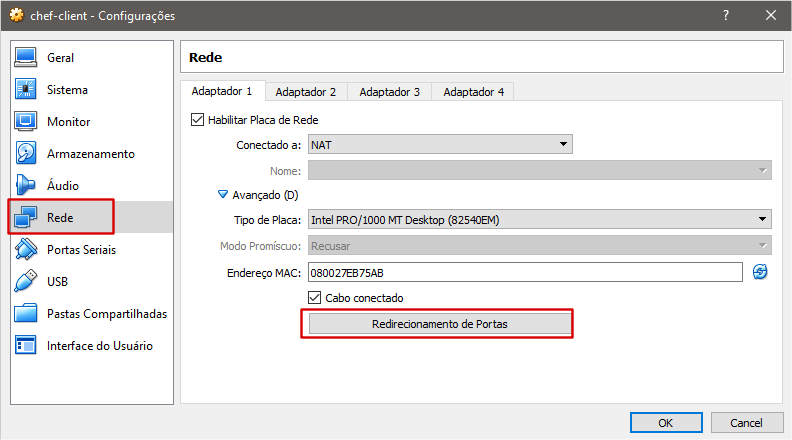 chef-client - Configurações
?
Geral
Sistema
Monitor
Armazenamento
Áudio
Rede
Portas Seriais
USB
Pastas Compartilhadas
Interface do Usuário
Rede
Adaptador 1 Adaptador 2 Adaptador 3 Adaptador 4
Habilitar Placa de Rede
Conectado a: NAT
Nome:
Avançado (D)
Tipo de Placa: Intel PRO/1000 MT Desktop (82540EM)
Modo Promíscuo: Recusar
Endereço MAC: 080027EB75AB
Cabo conectado
Redirecionamento de Portas
OK Cancel